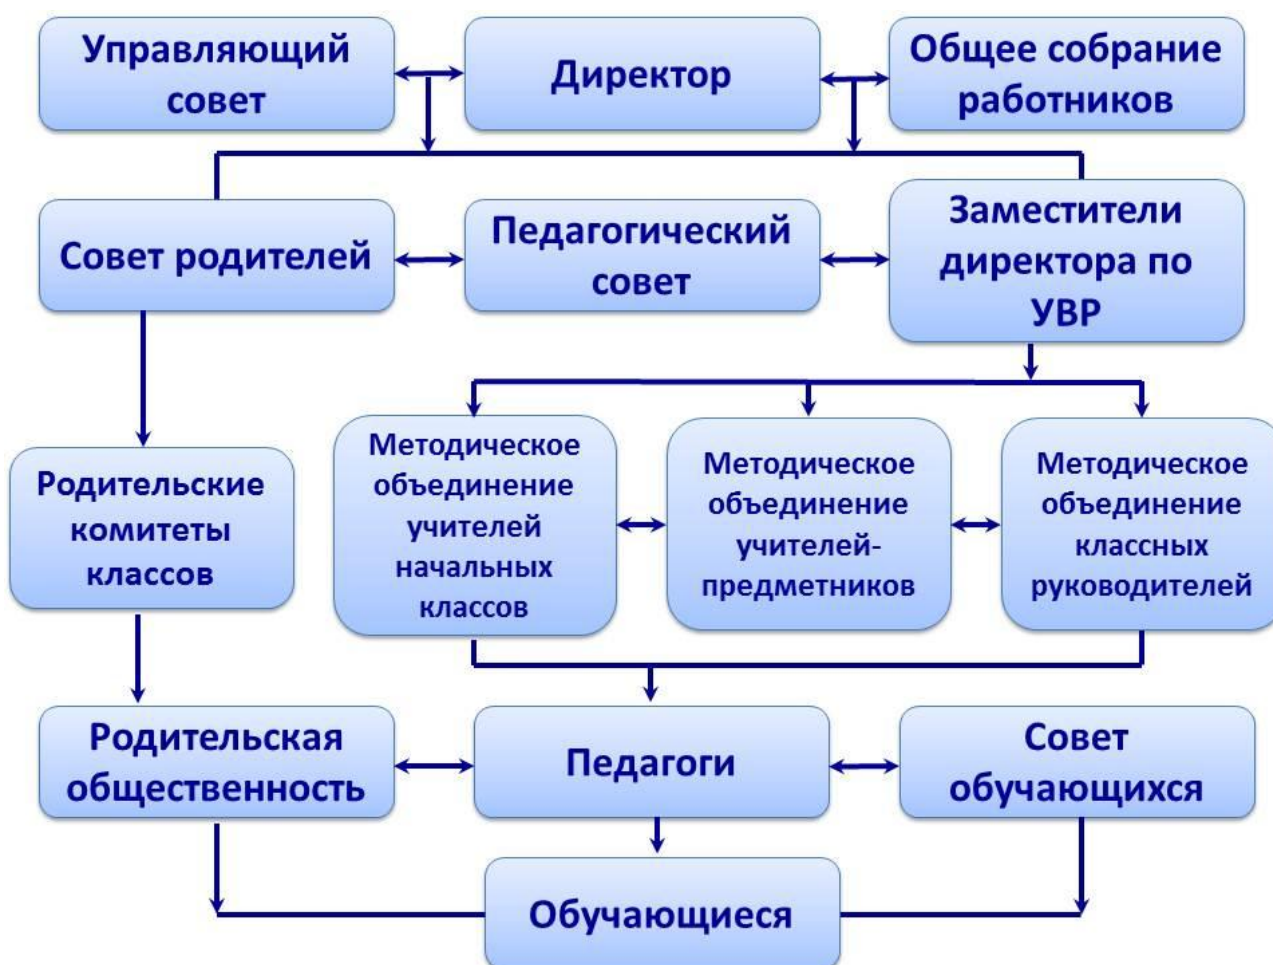 Управляющий
совет
Директор
Общее собрание
работников
Совет родителей
Педагогический
совет
Заместители
директора по
УВР
Родительские
комитеты
классов
Методическое
объединение
учителей
начальных
классов
Методическое
объединение
учителей-
предметников
Методическое
объединение
классных
руководителей
Родительская
общественность
Педагоги
Совет
обучающихся
Обучающиеся